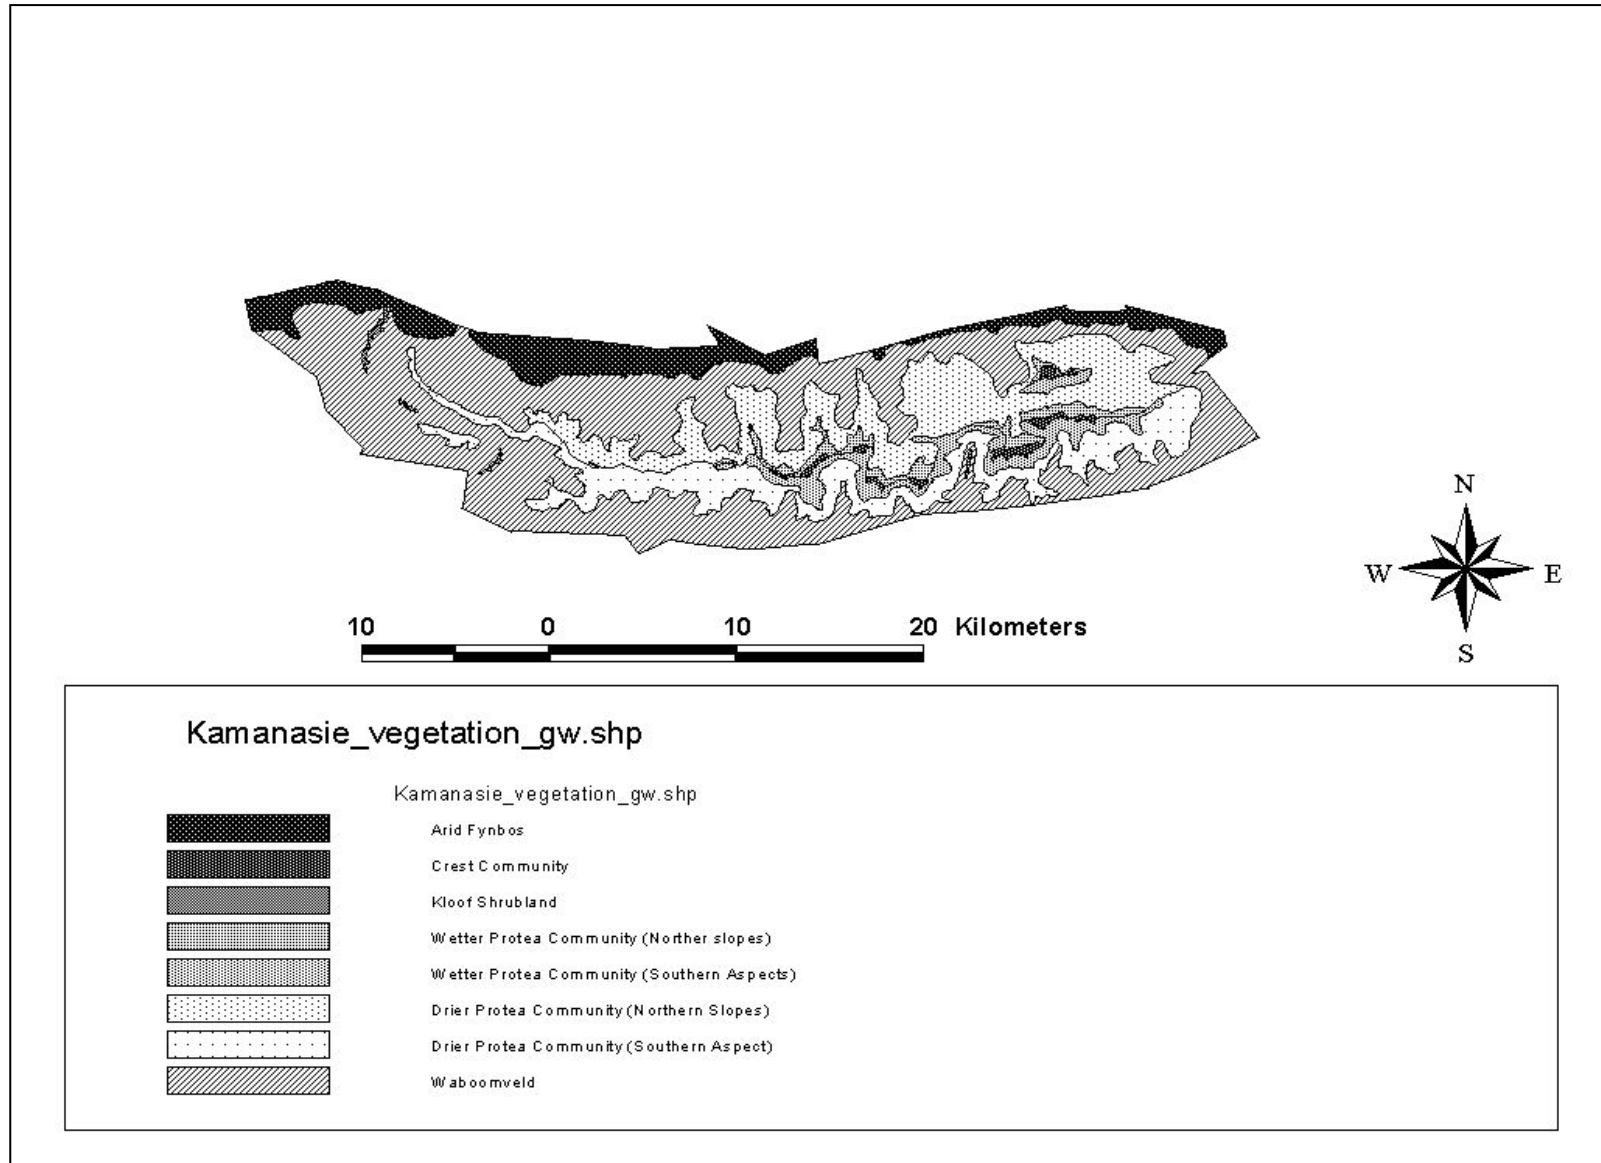 N
W E
S
10 0 10 20 Kilometers
Kamanasie_vegetation_gw.shp
Kamanasie_vegetation_gw.shp
Arid Fynbos
Crest Community
Kloof Shrubland
Wetter Protea Community (Norther slopes)
Wetter Protea Community (Southern Aspects)
Drier Protea Community (Northern Slopes)
Drier Protea Community (Southern Aspect)
Waboomveld